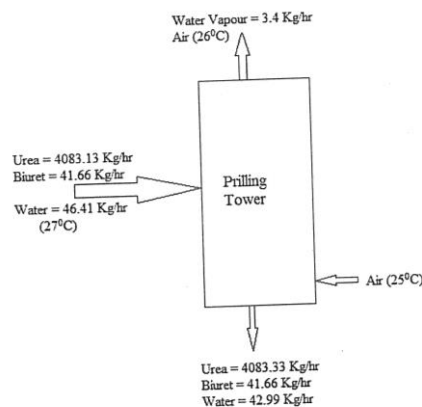 Water Vapour = 3.4 Kg/hr
Air (26⁰C)
Urea = 4083.13 Kg/hr
Biuret = 41.66 Kg/hr
Water = 46.41 Kg/hr
(27⁰C)
Prilling
Tower
Air (25⁰C)
Urea = 4083.33 Kg/hr
Biuret = 41.66 Kg/hr
Water = 42.99 Kg/hr